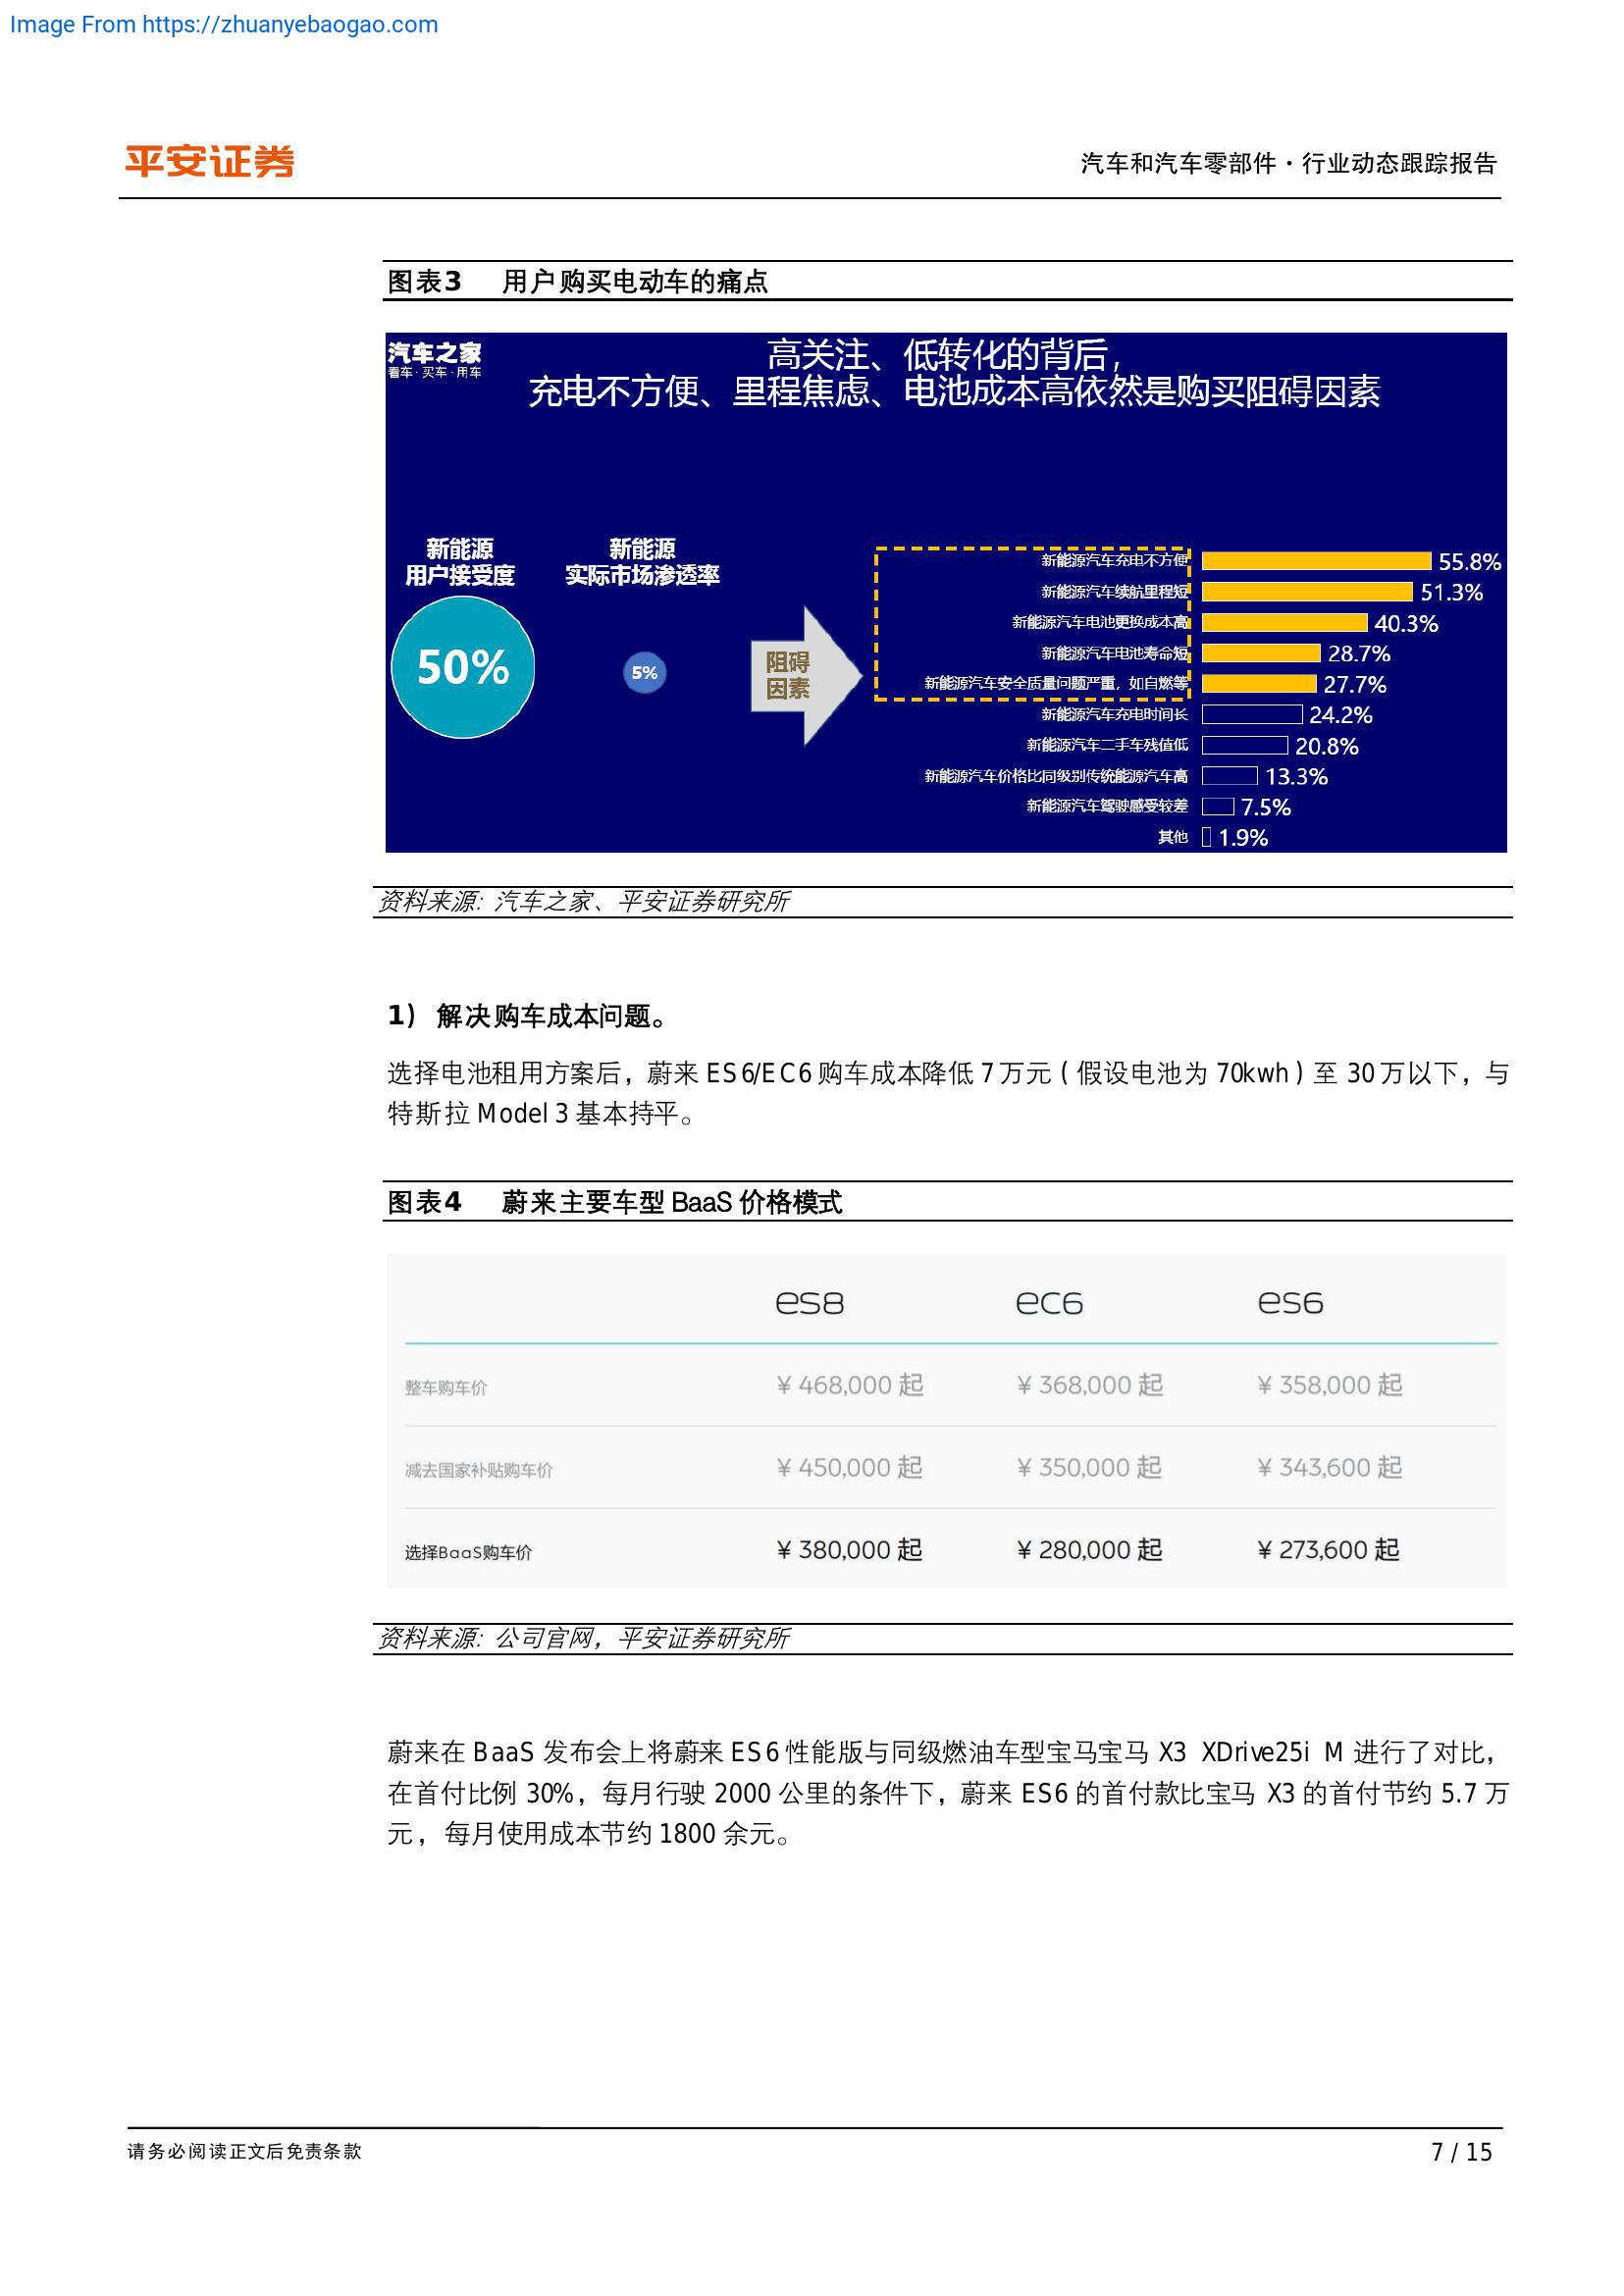 Image From https://zhuanyebaogao.com
平安证券
汽车和汽车零部件·行业动态跟踪报告
图表3 用户购买电动车的痛点
汽车之家
看车·买车·用车
高关注、低转化的背后，
充电不方便、里程焦虑、电池成本高依然是购买阻碍因素
新能源
用户接受度
50%
新能源
实际市场渗透率
5%
阻碍
因素
新能源汽车充电不方便 55.8%
新能源汽车续航里程短 51.3%
新能源汽车电池更换成本高 40.3%
新能源汽车电池寿命短 28.7%
新能源汽车安全质量问题严重，如自燃等 27.7%
新能源汽车充电时间长 24.2%
新能源汽车二手车残值低 20.8%
新能源汽车价格比同级别传统能源汽车高 13.3%
新能源汽车驾驶感受较差 7.5%
其他 1.9%
资料来源：汽车之家、平安证券研究所
1） 解决购车成本问题。
选择电池租用方案后，蔚来 ES6/EC6 购车成本降低 7 万元（假设电池为 70kwh）至 30 万以下，与
特斯拉 Model 3 基本持平。
图表4 蔚来主要车型 BaaS 价格模式
es8 ec6 es6
整车购车价 ¥ 468,000 起 ¥ 368,000 起 ¥ 358,000 起
减去国家补贴购车价 ¥ 450,000 起 ¥ 350,000 起 ¥ 343,600 起
选择BaaS购车价 ¥ 380,000 起 ¥ 280,000 起 ¥ 273,600 起
资料来源：公司官网，平安证券研究所
蔚来在 BaaS 发布会上将蔚来 ES6 性能版与同级燃油车型宝马宝马 X3 XDrive25i M 进行了对比，
在首付比例 30%，每月行驶 2000 公里的条件下，蔚来 ES6 的首付款比宝马 X3 的首付节约 5.7 万
元，每月使用成本节约 1800 余元。
请务必阅读正文后免责条款
7 / 15